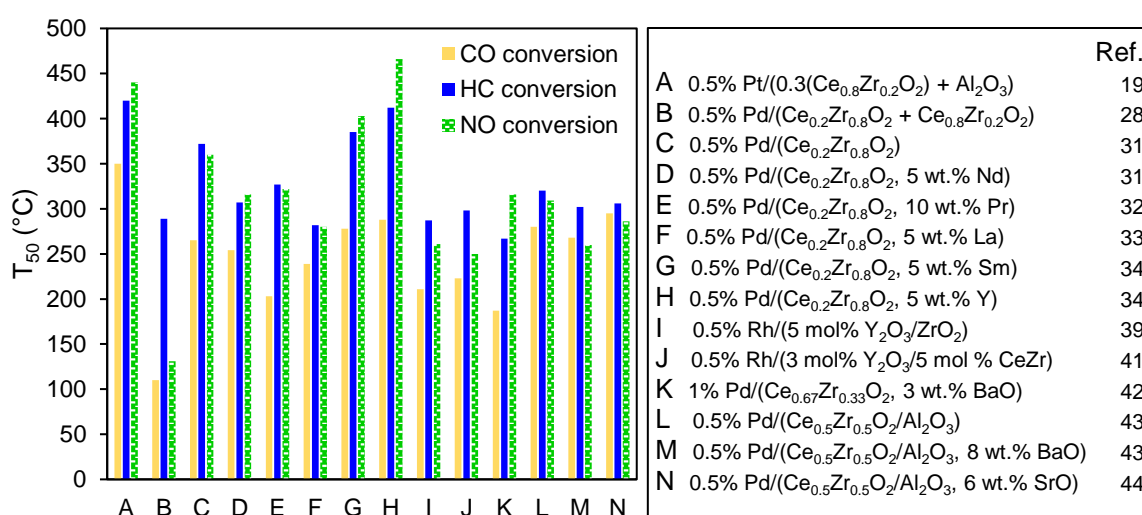 500
450
400
350
300
250
200
150
100
50
0
T₅₀ (°C)
CO conversion
HC conversion
NO conversion
A B C D E F G H I J K L M N
Ref.
A 0.5% Pt/(0.3(Ce₀.₈Zr₀.₂O₂) + Al₂O₃) 19
B 0.5% Pd/(Ce₀.₂Zr₀.₈O₂ + Ce₀.₈Zr₀.₂O₂) 28
C 0.5% Pd/(Ce₀.₂Zr₀.₈O₂) 31
D 0.5% Pd/(Ce₀.₂Zr₀.₈O₂, 5 wt.% Nd) 31
E 0.5% Pd/(Ce₀.₂Zr₀.₈O₂, 10 wt.% Pr) 32
F 0.5% Pd/(Ce₀.₂Zr₀.₈O₂, 5 wt.% La) 33
G 0.5% Pd/(Ce₀.₂Zr₀.₈O₂, 5 wt.% Sm) 34
H 0.5% Pd/(Ce₀.₂Zr₀.₈O₂, 5 wt.% Y) 34
I 0.5% Rh/(5 mol% Y₂O₃/ZrO₂) 39
J 0.5% Rh/(3 mol% Y₂O₃/5 mol % CeZr) 41
K 1% Pd/(Ce₀.₆₇Zr₀.₃₃O₂, 3 wt.% BaO) 42
L 0.5% Pd/(Ce₀.₅Zr₀.₅O₂/Al₂O₃) 43
M 0.5% Pd/(Ce₀.₅Zr₀.₅O₂/Al₂O₃, 8 wt.% BaO) 43
N 0.5% Pd/(Ce₀.₅Zr₀.₅O₂/Al₂O₃, 6 wt.% SrO) 44